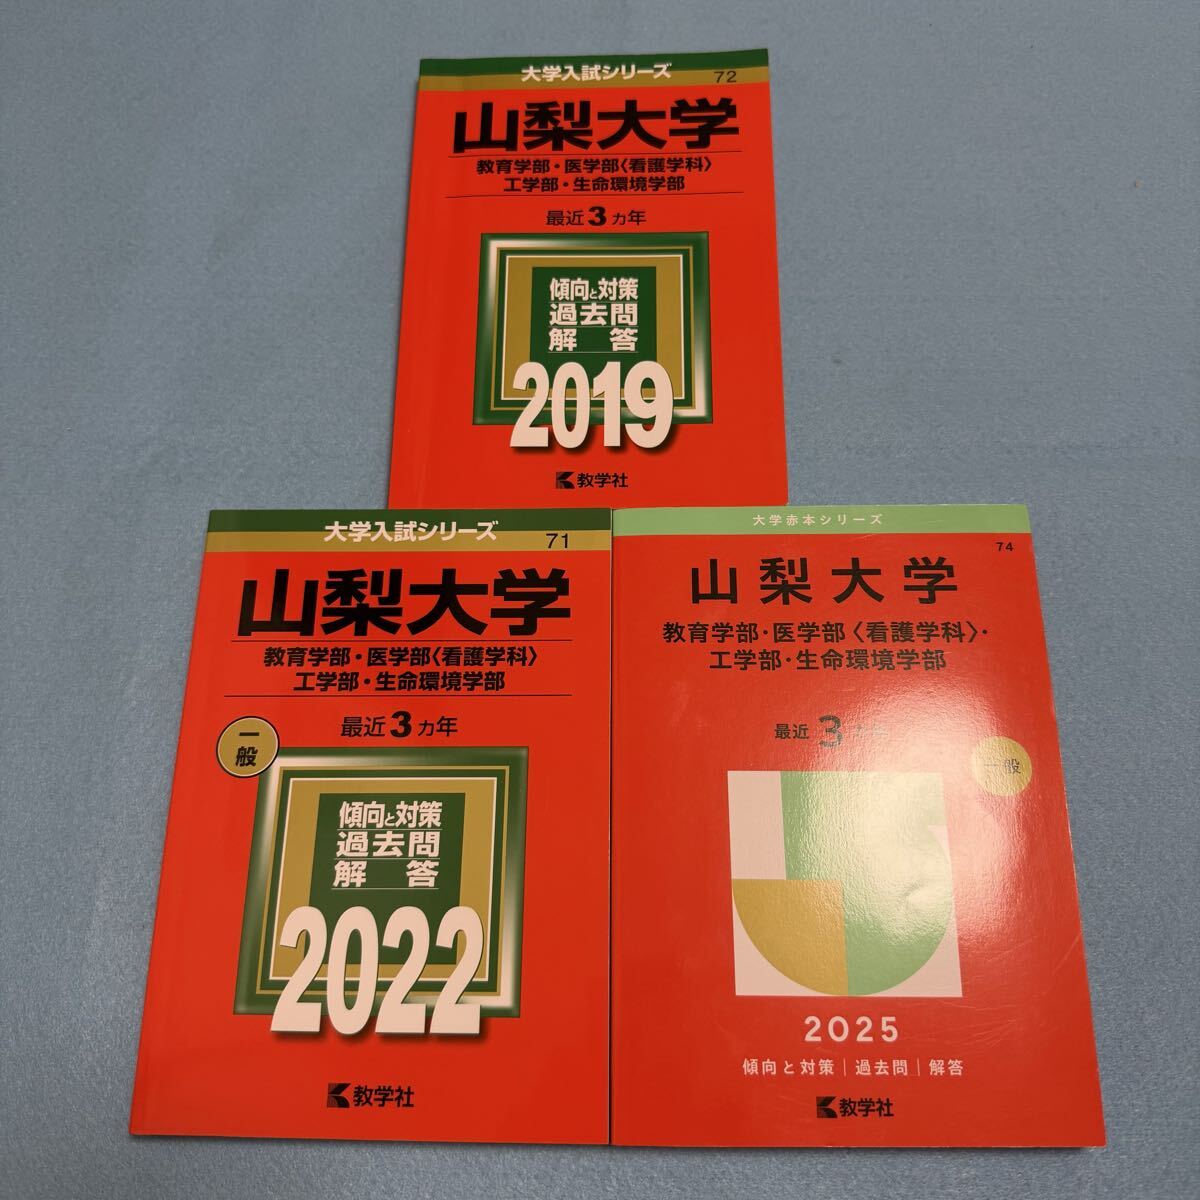 大学入試シリーズ
72
山梨大学
教育学部・医学部〈看護学科〉
工学部・生命環境学部
最近3カ年
傾向と対策
過去問
解答
2019
教学社
大学入試シリーズ
71
山梨大学
教育学部・医学部〈看護学科〉
工学部・生命環境学部
最近3カ年
一般
傾向と対策
過去問
解答
2022
教学社
大学赤本シリーズ
74
山梨大学
教育学部・医学部〈看護学科〉・
工学部・生命環境学部
最近3カ年
一般
2025
傾向と対策|過去問|解答
教学社